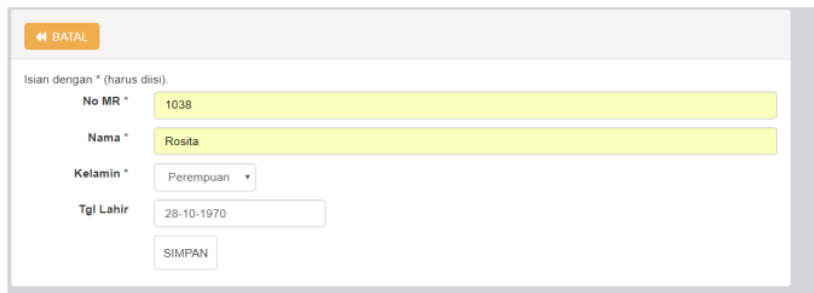 BATAL
Isian dengan * (harus diisi).
No MR * 1038
Nama * Rosita
Kelamin * Perempuan
Tgl Lahir 28-10-1970
SIMPAN